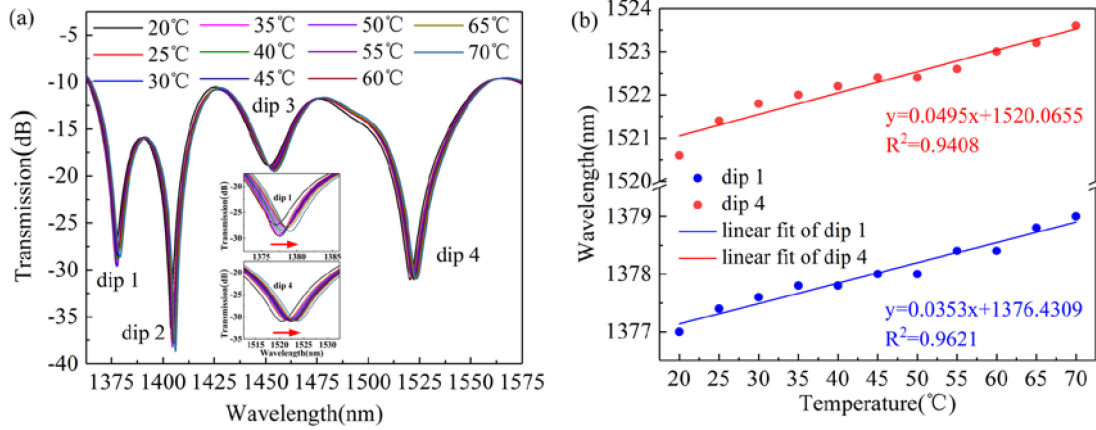 (a)
-5
-10
-15
-20
-25
-30
-35
-40
Transmission(dB)
20℃ 35℃ 50℃ 65℃
25℃ 40℃ 55℃ 70℃
30℃ 45℃ 60℃
dip 3
dip 1
dip 2
dip 4
-20
-25
-30
Transmission(dB)
dip 1
1375 1380 1385
-20
-25
-30
-35
Transmission(dB)
dip 4
1515 1520 1525 1530
Wavelength(nm)
1375 1400 1425 1450 1475 1500 1525 1550 1575
Wavelength(nm)
(b)
1524
1523
1522
1521
1520
1379
1378
1377
Wavelength(nm)
y=0.0495x+1520.0655
R²=0.9408
dip 1
dip 4
linear fit of dip 1
linear fit of dip 4
y=0.0353x+1376.4309
R²=0.9621
20 25 30 35 40 45 50 55 60 65 70
Temperature(℃)